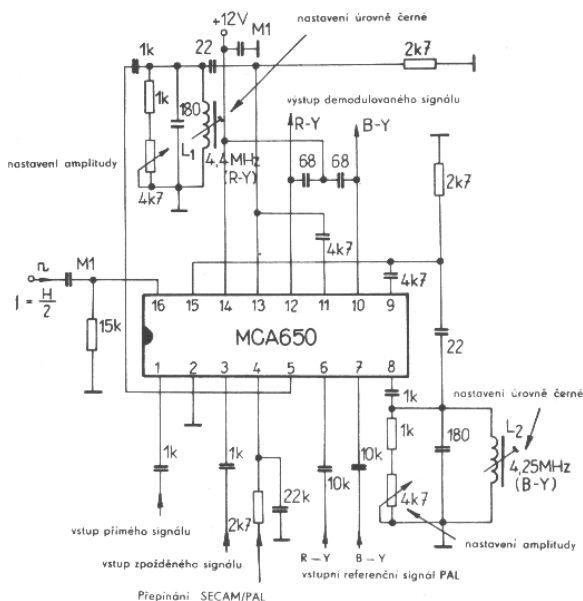 nastavení úrovně černé
+12V
M1
1k
22
2k7
1k
180
L1
výstup demodulovaného signálu
R-Y
B-Y
nastavení amplitudy
4k7
4,4MHz
(R-Y)
68
68
2k7
4k7
n
M1
4k7
f = H/2
15k
16
15
14
13
12
11
10
9
MCA650
22
1
2
3
4
5
6
7
8
nastavení úrovně černé
1k
1k
180
L2
4,25MHz
(B-Y)
1k
1k
22k
10k
10k
4k7
2k7
vstup přímého signálu
nastavení amplitudy
vstup zpožděného signálu
R-Y
B-Y
vstupní referenční signál PAL
Přepínání SECAM/PAL